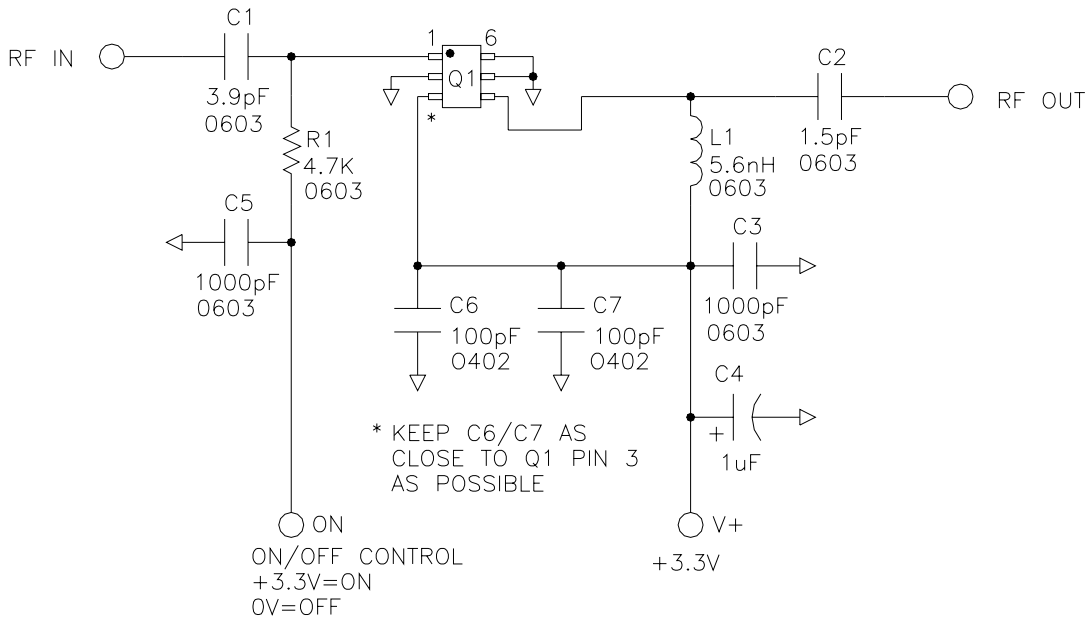 C1
RF IN
3.9pF
0603
R1
4.7K
0603
C5
1000pF
0603
1
6
Q1
*
C2
RF OUT
1.5pF
0603
L1
5.6nH
0603
C3
1000pF
0603
C6
100pF
0402
C7
100pF
0402
C4
+
1uF
* KEEP C6/C7 AS
CLOSE TO Q1 PIN 3
AS POSSIBLE
ON
ON/OFF CONTROL
+3.3V=ON
0V=OFF
V+
+3.3V